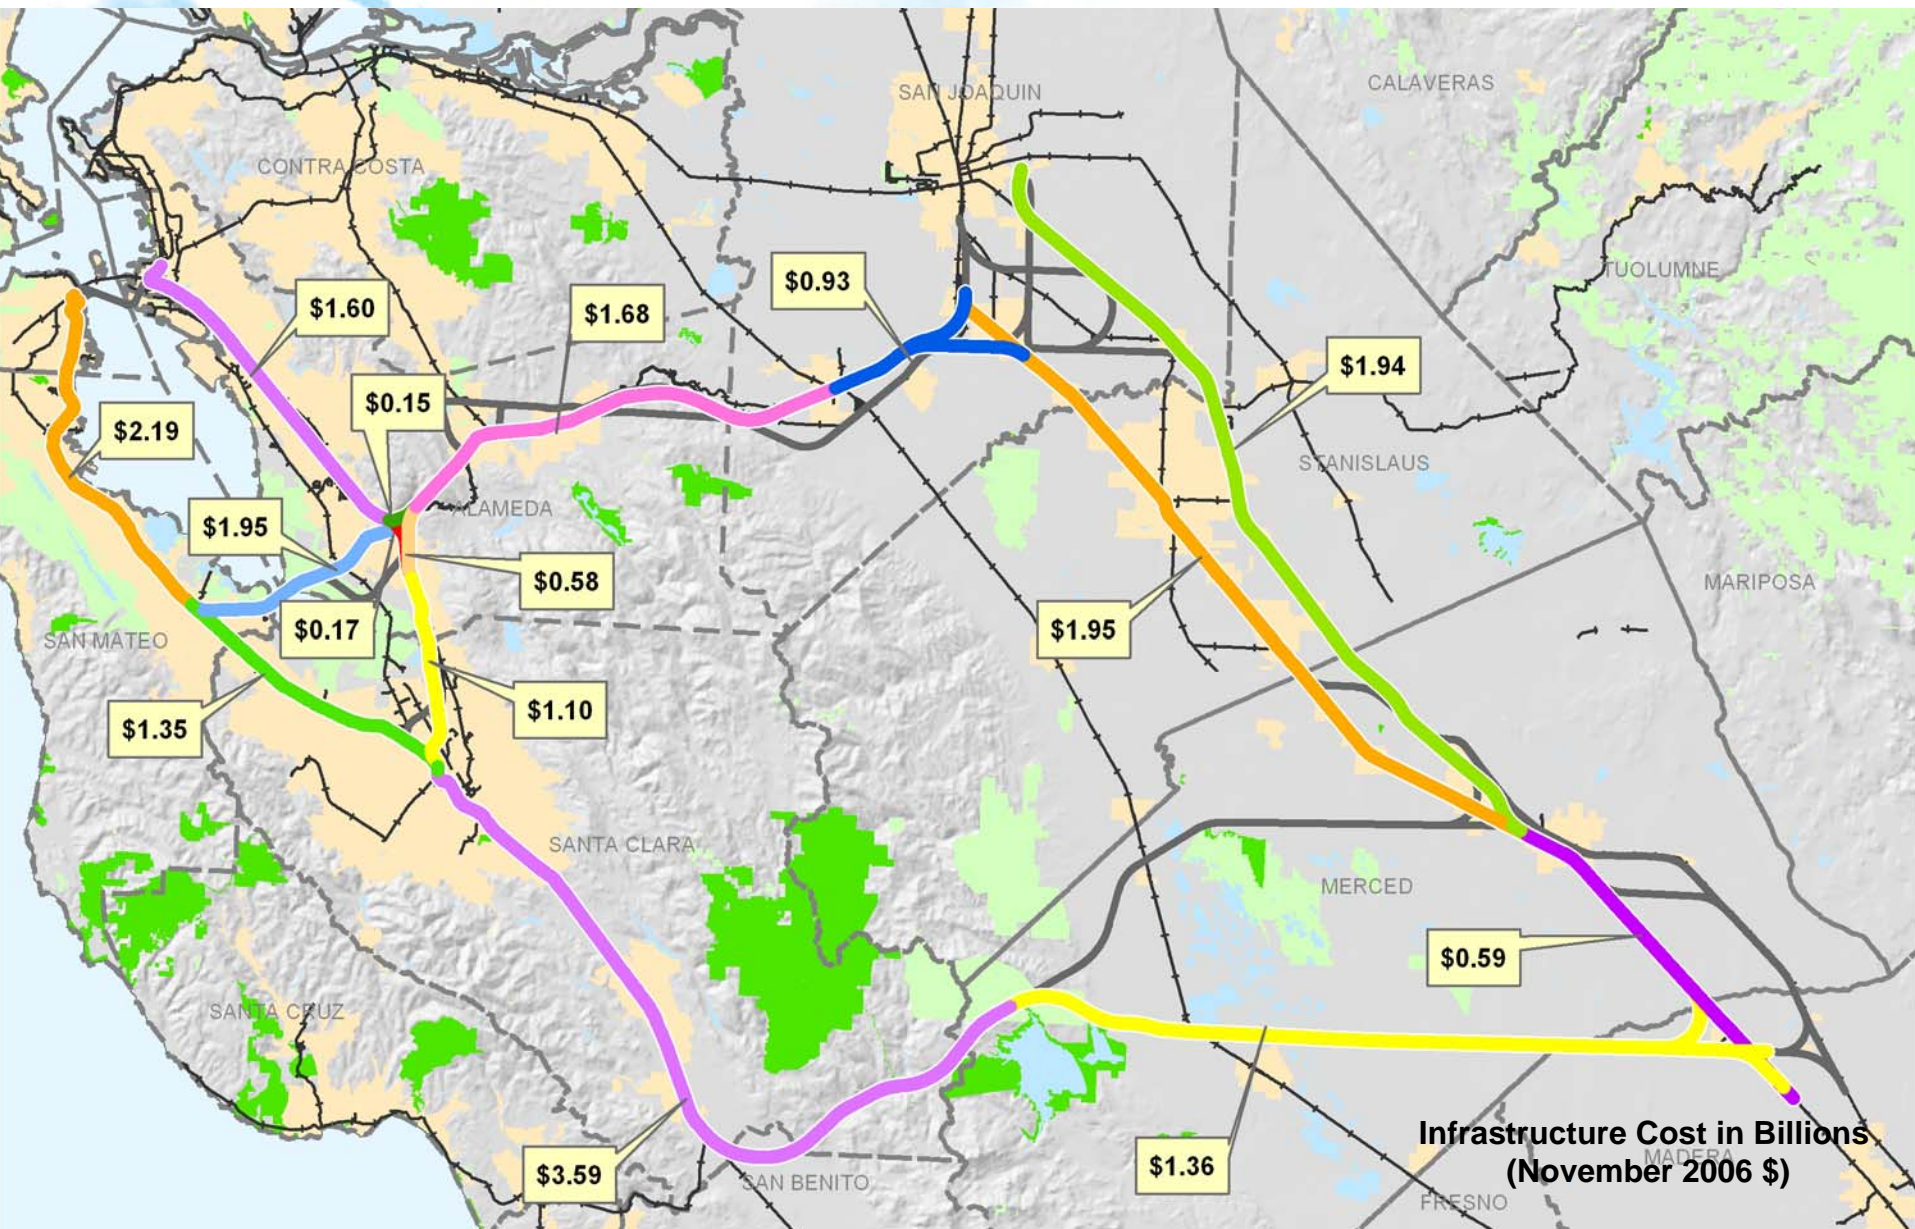 SAN JOAQUIN
CALAVERAS
CONTRA COSTA
TUOLUMNE
$0.93
$1.60
$1.68
$1.94
$0.15
$2.19
STANISLAUS
ALAMEDA
$1.95
$0.58
MARIPOSA
$0.17
$1.95
SAN MATEO
$1.10
$1.35
SANTA CLARA
MERCED
$0.59
SANTA CRUZ
Infrastructure Cost in Billions
MADERA
(November 2006 $)
$1.36
$3.59
SAN BENITO
FRESNO